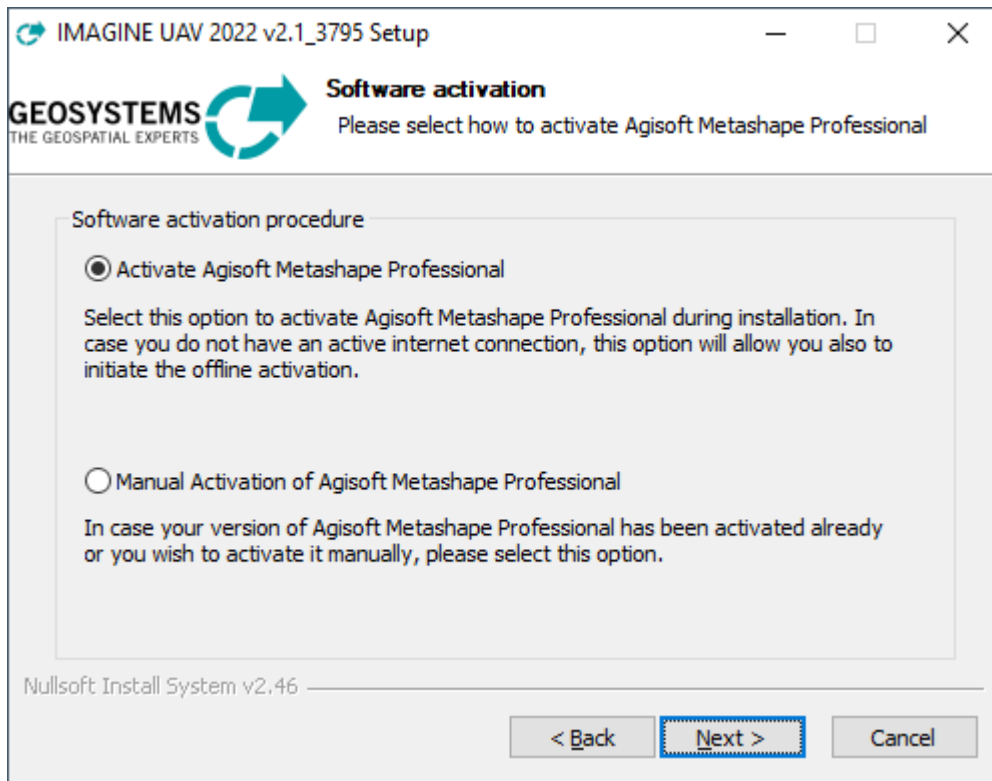 IMAGINE UAV 2022 v2.1_3795 Setup
GEOSYSTEMS
THE GEOSPATIAL EXPERTS
Software activation
Please select how to activate Agisoft Metashape Professional
Software activation procedure
Activate Agisoft Metashape Professional
Select this option to activate Agisoft Metashape Professional during installation. In
case you do not have an active internet connection, this option will allow you also to
initiate the offline activation.
Manual Activation of Agisoft Metashape Professional
In case your version of Agisoft Metashape Professional has been activated already
or you wish to activate it manually, please select this option.
Nullsoft Install System v2.46
< Back
Next >
Cancel